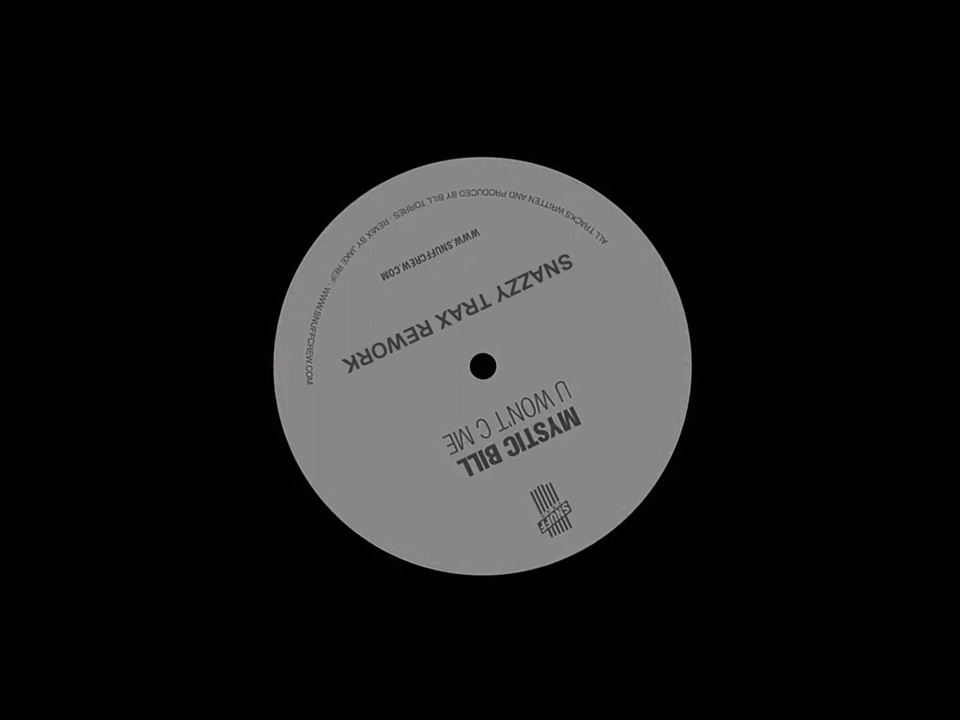 SNUFF
MYSTIC BILL
U WON'T C ME
SNAZZY TRAX REWORK
WWW.SNUFFCREW.COM
ALL TRACKS WRITTEN AND PRODUCED BY BILL TORRES · REMIX BY JAKE REIF · WWW.SNUFFCREW.COM